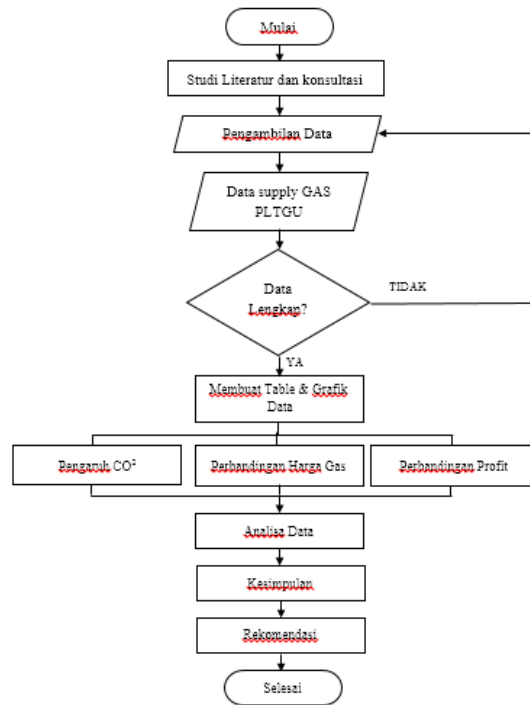 Mulai
Studi Literatur dan konsultasi
Pengambilan Data
Data supply GAS
PLTGU
Data
Lengkap?
TIDAK
YA
Membuat Table & Grafik
Data
Pengaruh CO²
Perbandingan Harga Gas
Perbandingan Profit
Analisa Data
Kesimpulan
Rekomendasi
Selesai